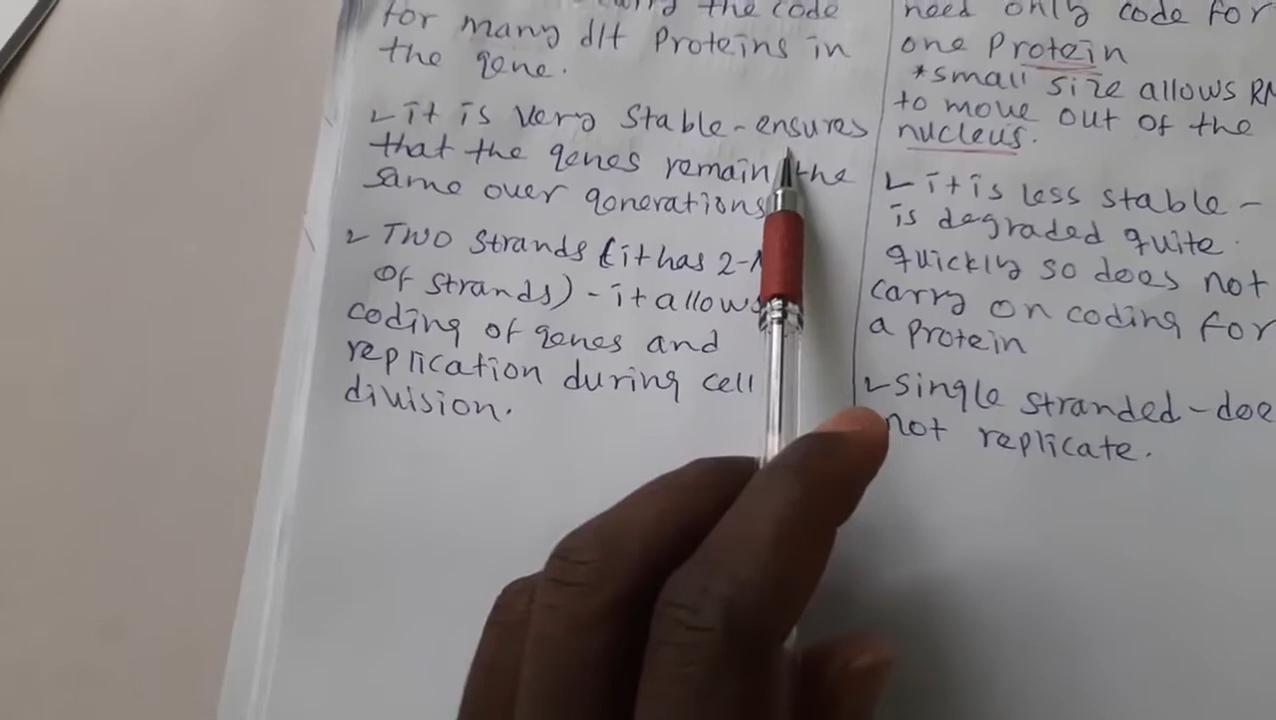 the code
for many d/t Proteins in
the gene.
it is very Stable - ensures
that the genes remain the
same over generations
TWO strands (it has 2-
of strands) - it allows
coding of genes and
replication during cell
division.
need only code for
one Protein
*small size allows RN
to move out of the
nucleus.
it is less stable -
is degraded quite
quickly so does not
carry on coding for
a protein
single stranded - doe
not replicate.